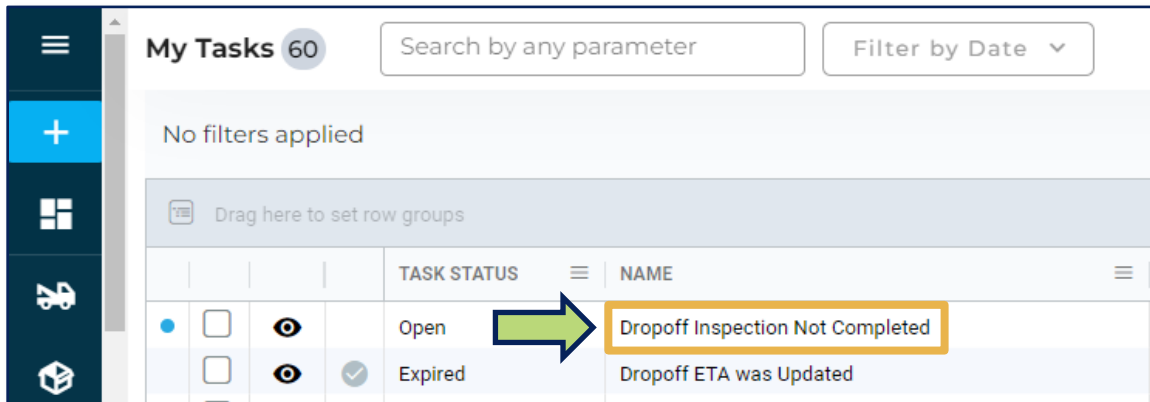 My Tasks 60
Search by any parameter
Filter by Date
No filters applied
Drag here to set row groups
TASK STATUS NAME
Open Dropoff Inspection Not Completed
Expired Dropoff ETA was Updated